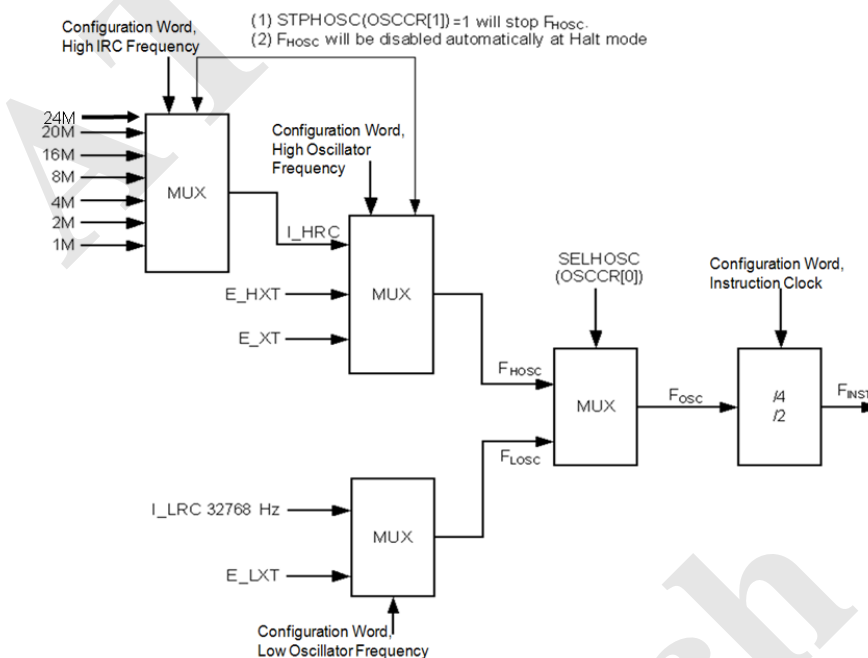 Configuration Word,
High IRC Frequency
(1) STPHOSC(OSCCR[1])=1 will stop FHOSC.
(2) FHOSC will be disabled automatically at Halt mode
24M
20M
16M
8M
4M
2M
1M
MUX
Configuration Word,
High Oscillator
Frequency
I_HRC
E_HXT
E_XT
MUX
SELHOSC
(OSCCR[0])
Configuration Word,
Instruction Clock
FHOSC
FLOSC
MUX
FOSC
/4
/2
FINST
I_LRC 32768 Hz
E_LXT
MUX
Configuration Word,
Low Oscillator Frequency